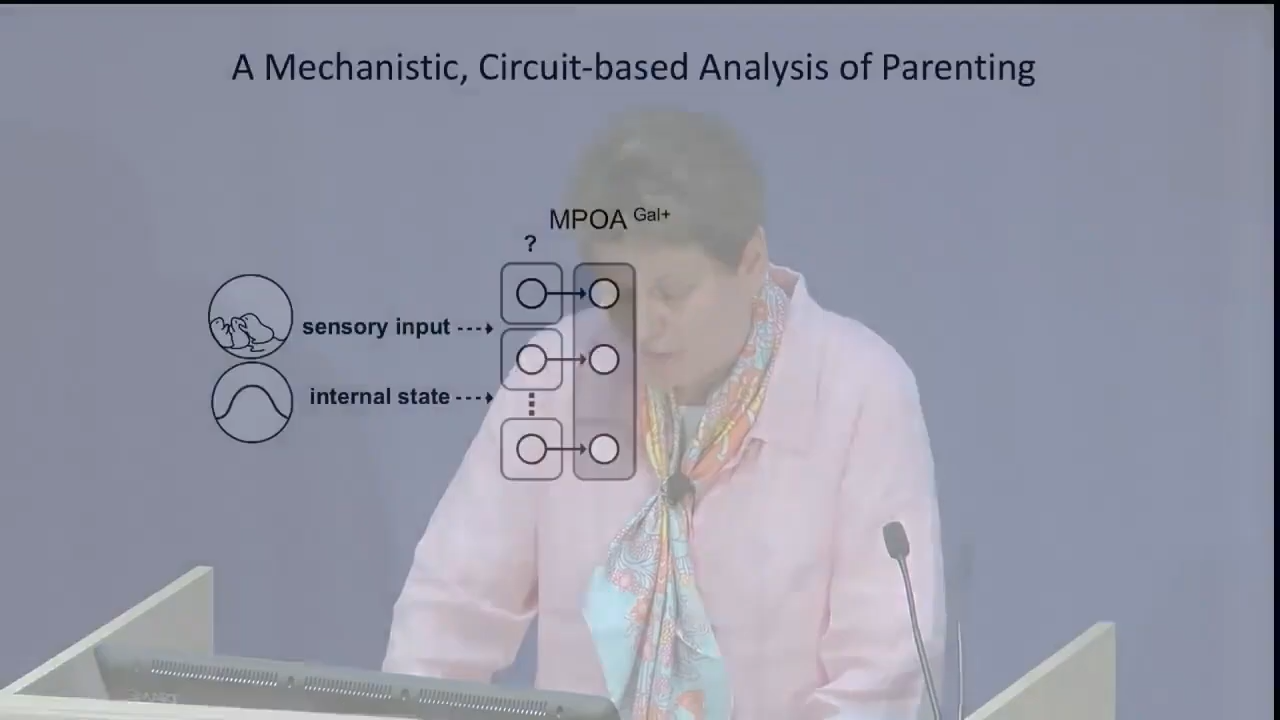 A Mechanistic, Circuit-based Analysis of Parenting
MPOA Gal+
?
sensory input
internal state